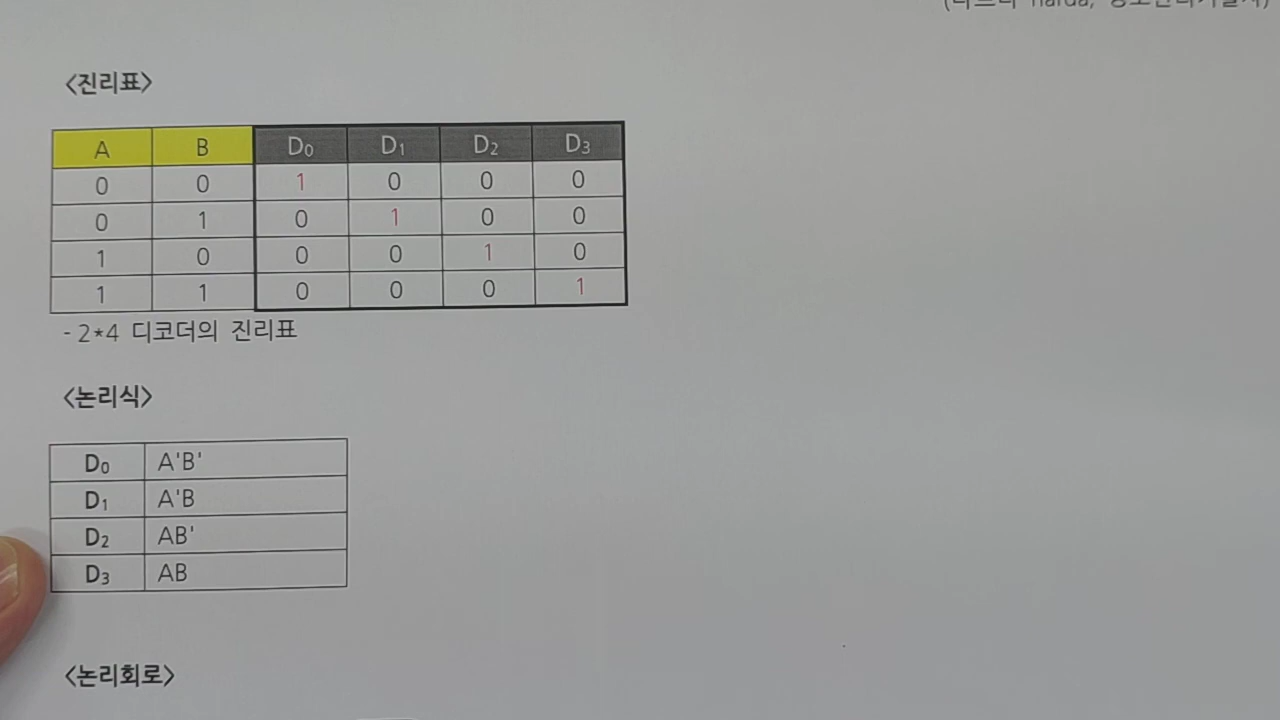 <진리표>
A B D₀ D₁ D₂ D₃
0 0 1 0 0 0
0 1 0 1 0 0
1 0 0 0 1 0
1 1 0 0 0 1
- 2*4 디코더의 진리표
<논리식>
D₀ A'B'
D₁ A'B
D₂ AB'
D₃ AB
<논리회로>